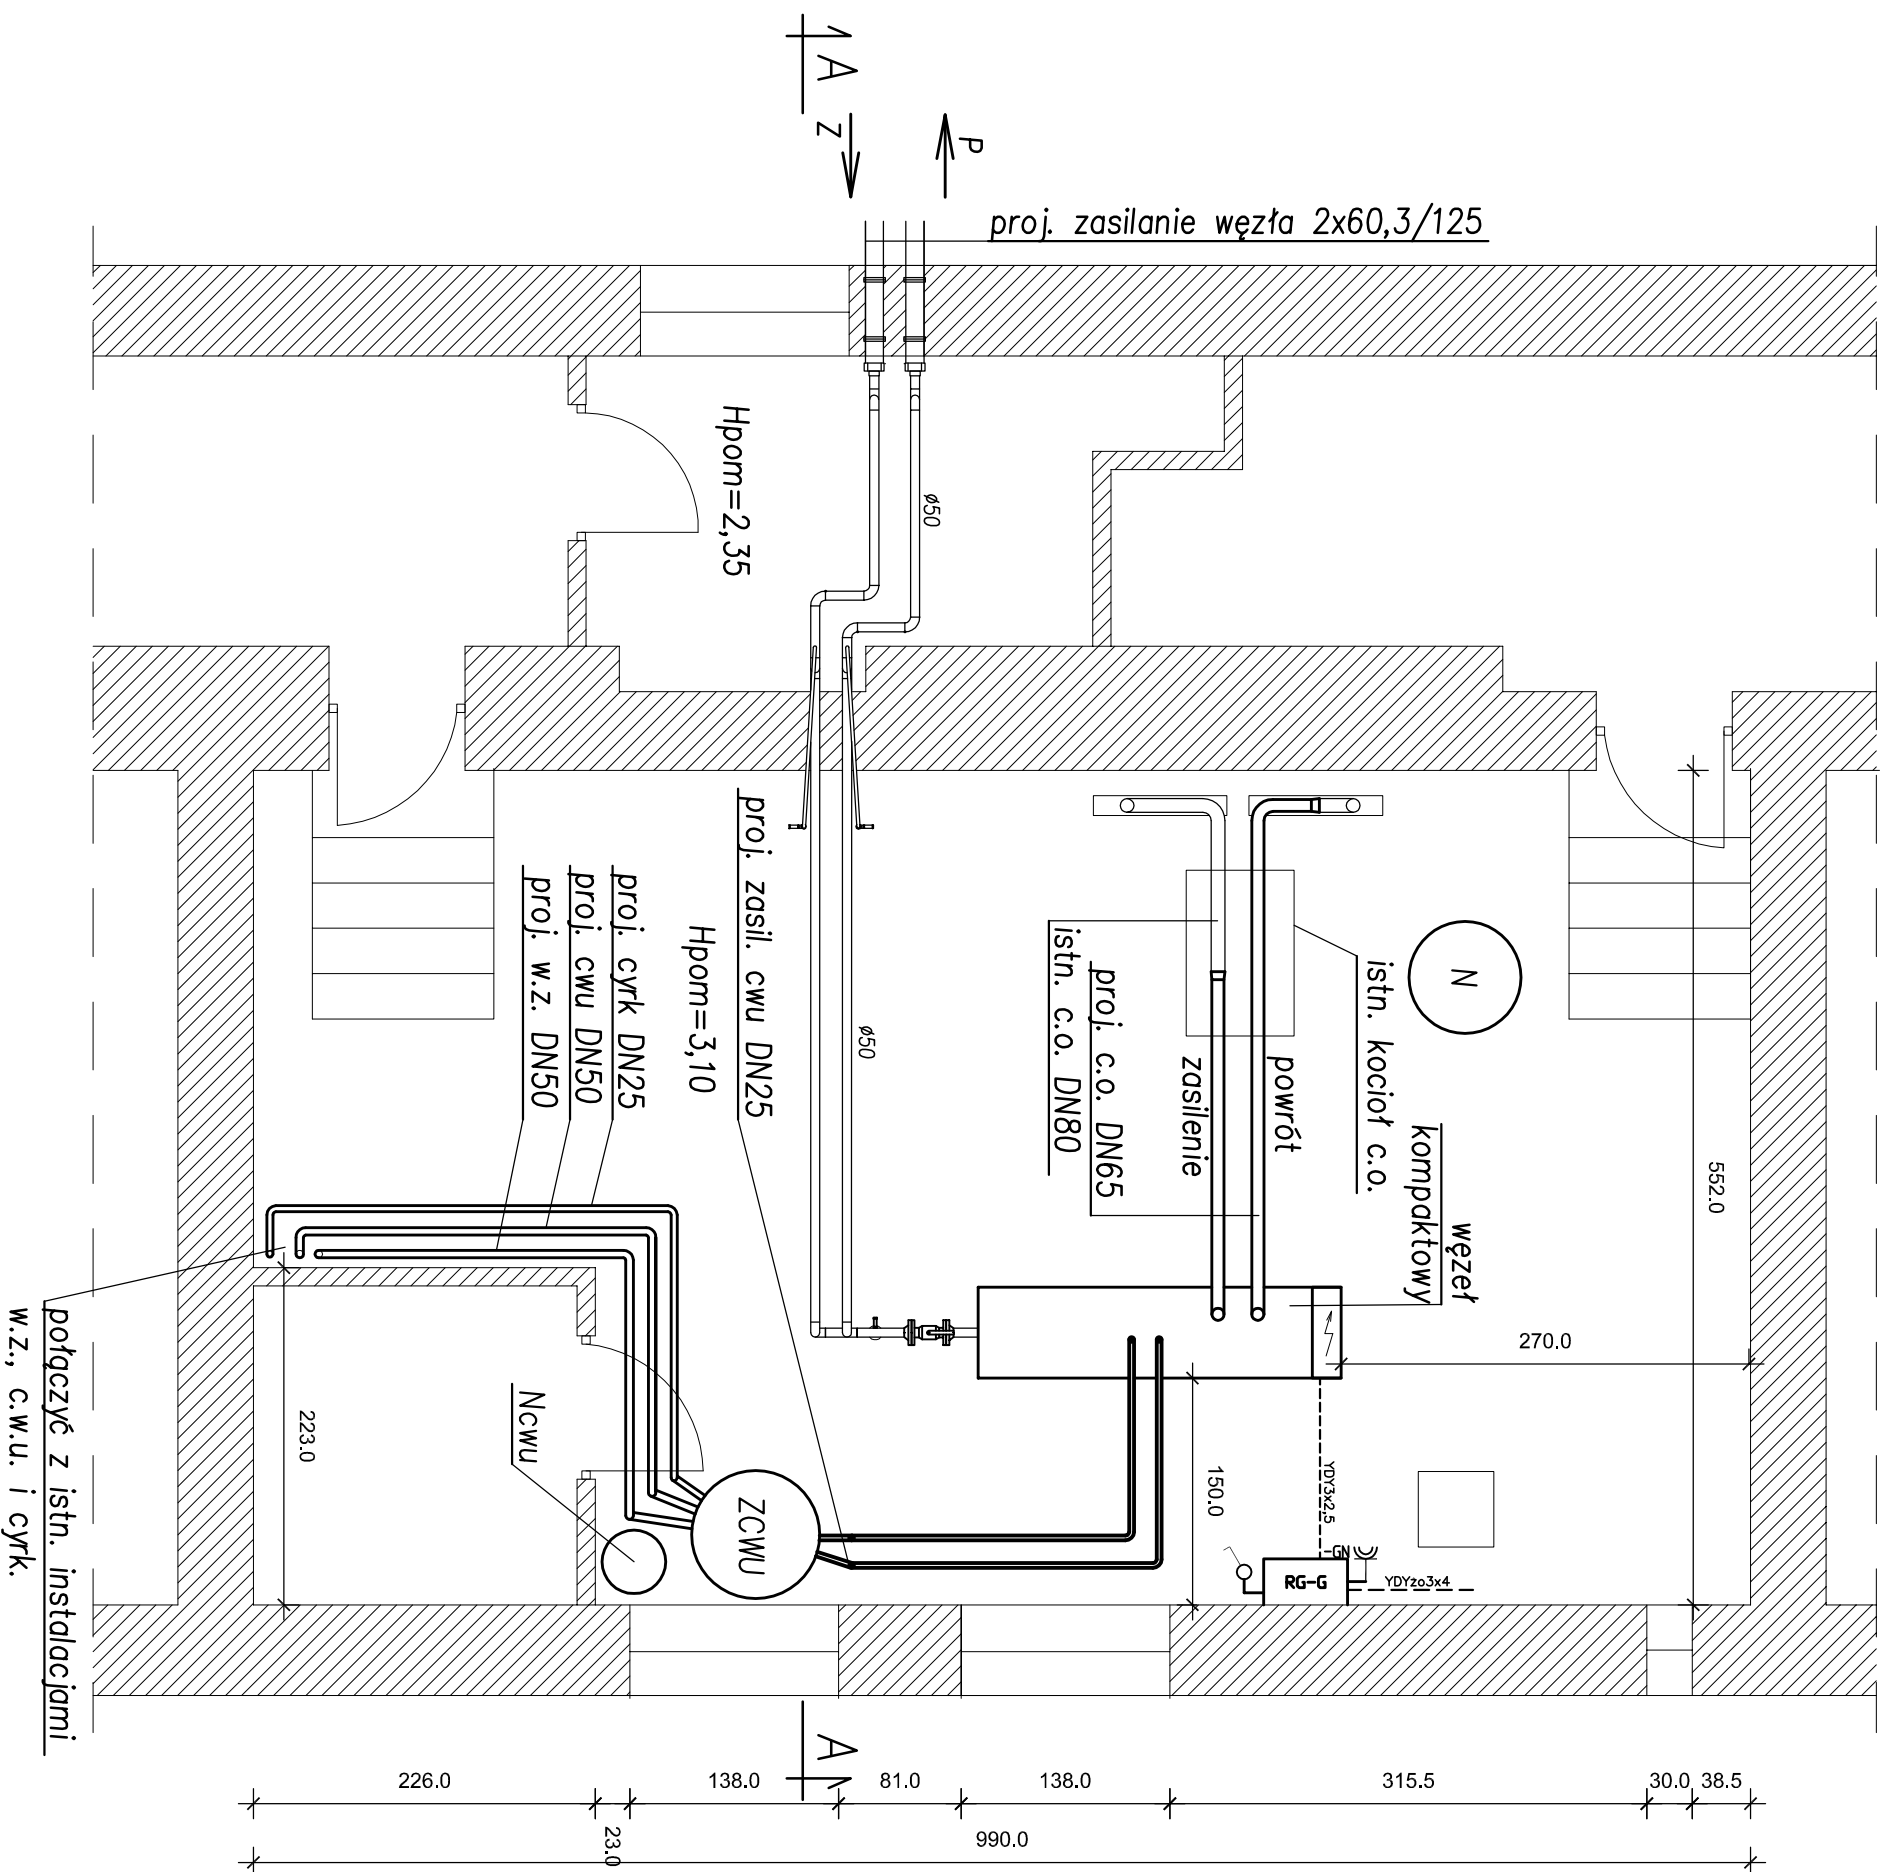 A
Z
P
proj. zasilanie węzła 2x60,3/125
Hpom=2,35
ø50
proj. zasil. cwu DN25
Hpom=3,10
proj. cyrk DN25
proj. cwu DN50
proj. w.z. DN50
ø50
istn. c.o. DN80
proj. c.o. DN65
zasilenie
powrót
istn. kocioł c.o.
N
węzeł
kompaktowy
552.0
270.0
150.0
223.0
YDY3x2,5
-GN
RG-G
YDYżo3x4
Ncwu
ZCWU
połączyć z istn. instalacjami
w.z., c.w.u. i cyrk.
A
226.0
23.0
138.0
81.0
138.0
315.5
30.0
38.5
990.0